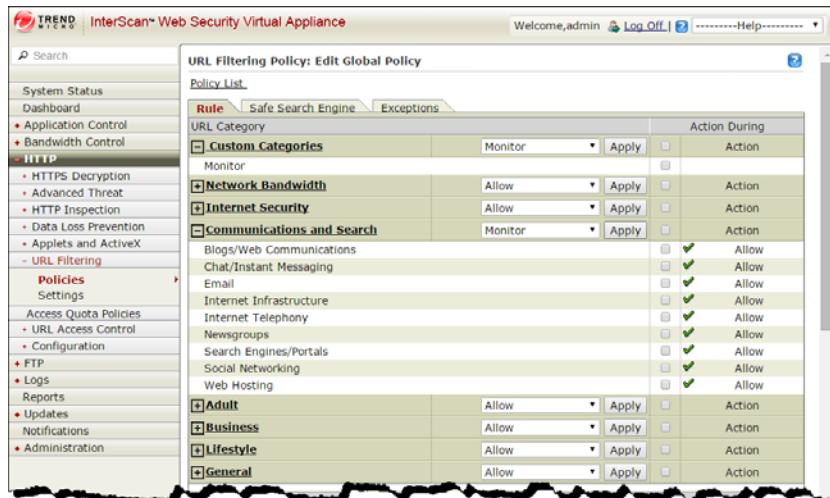 TREND MICRO InterScan™ Web Security Virtual Appliance Welcome,admin Log Off | ? ---------Help---------
Search
URL Filtering Policy: Edit Global Policy ?
Policy List
System Status
Dashboard
+ Application Control
+ Bandwidth Control
- HTTP
+ HTTPS Decryption
+ Advanced Threat
+ HTTP Inspection
+ Data Loss Prevention
+ Applets and ActiveX
- URL Filtering
Policies
Settings
Access Quota Policies
+ URL Access Control
+ Configuration
+ FTP
+ Logs
Reports
+ Updates
Notifications
+ Administration
Rule Safe Search Engine Exceptions
URL Category Action During
- Custom Categories Monitor Apply Action
Monitor
+ Network Bandwidth Allow Apply Action
+ Internet Security Allow Apply Action
- Communications and Search Monitor Apply Action
Blogs/Web Communications Allow
Chat/Instant Messaging Allow
Email Allow
Internet Infrastructure Allow
Internet Telephony Allow
Newsgroups Allow
Search Engines/Portals Allow
Social Networking Allow
Web Hosting Allow
+ Adult Allow Apply Action
+ Business Allow Apply Action
+ Lifestyle Allow Apply Action
+ General Allow Apply Action